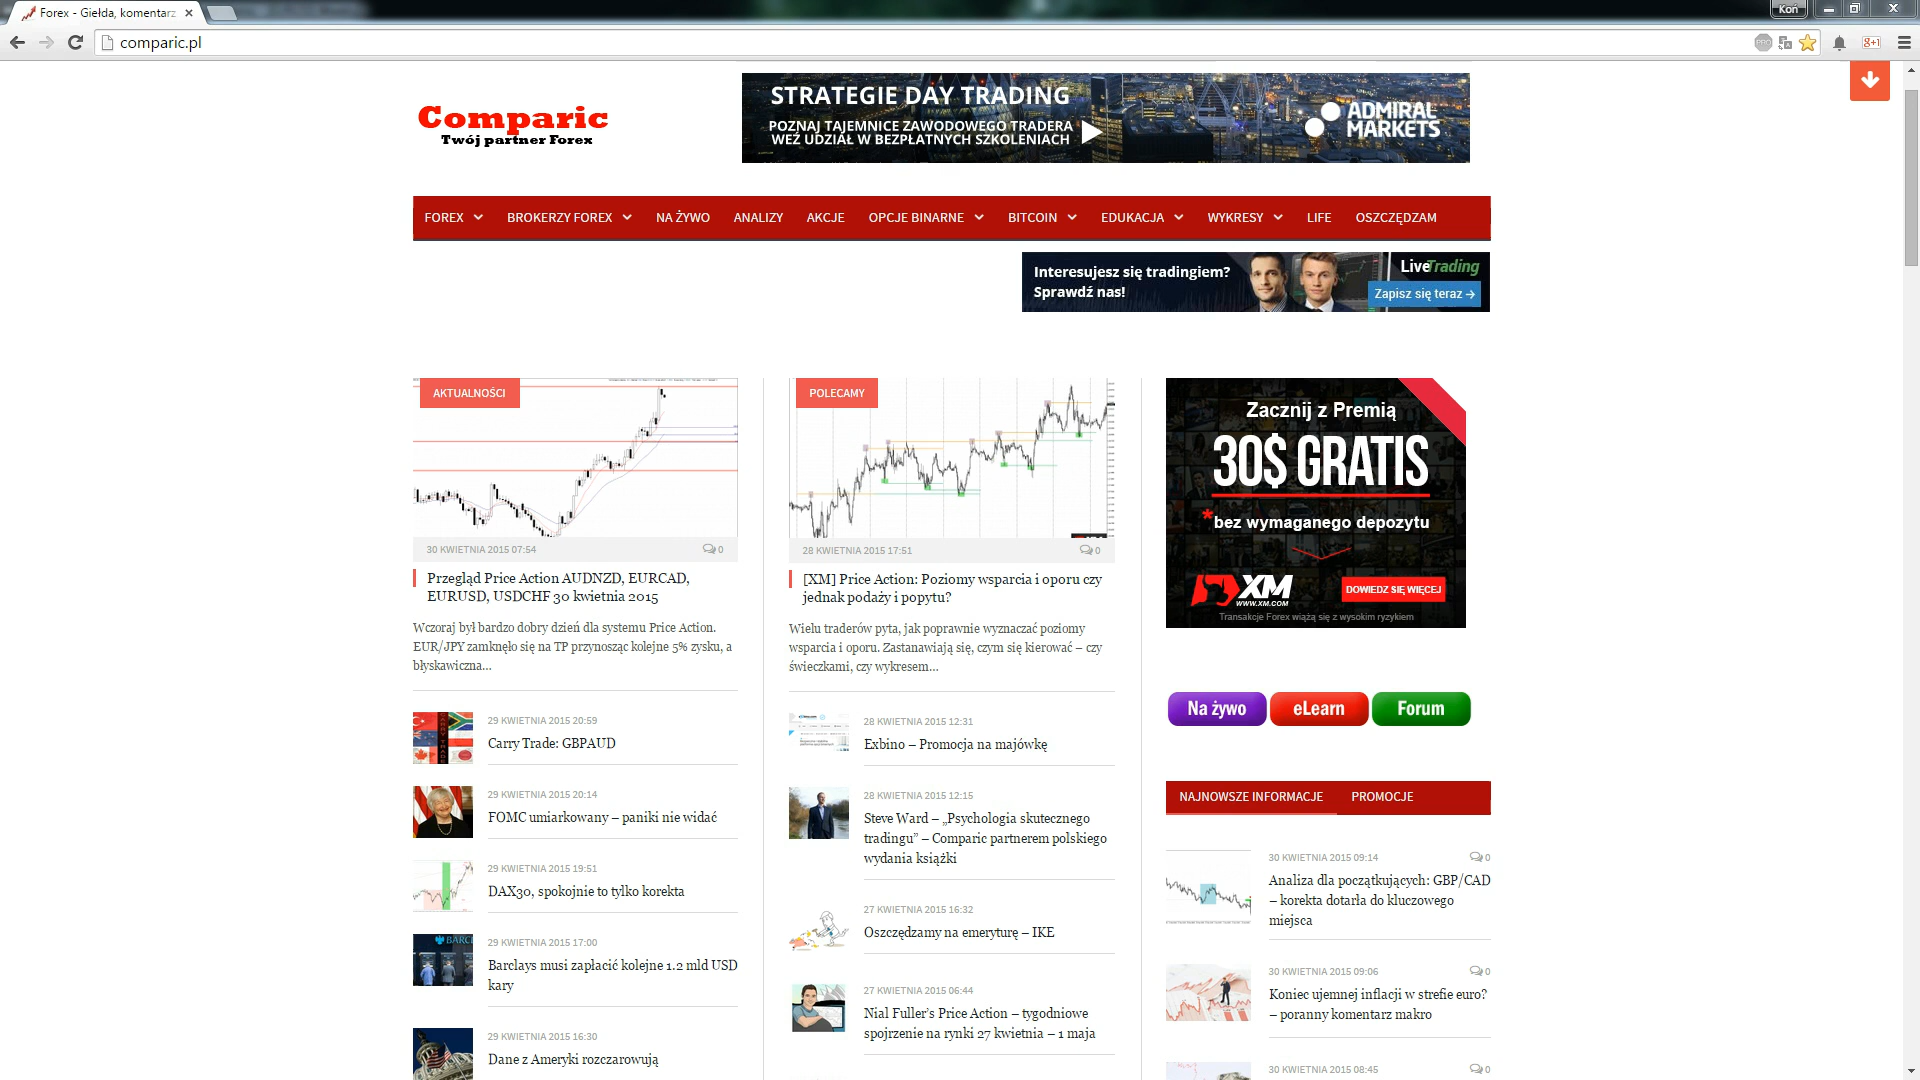 Forex - Giełda, komentarz
Koń
comparic.pl
Comparic
Twój partner Forex
STRATEGIE DAY TRADING
POZNAJ TAJEMNICE ZAWODOWEGO TRADERA
WEŹ UDZIAŁ W BEZPŁATNYCH SZKOLENIACH
ADMIRAL
MARKETS
FOREX BROKERZY FOREX NA ŻYWO ANALIZY AKCJE OPCJE BINARNE BITCOIN EDUKACJA WYKRESY LIFE OSZCZĘDZAM
Interesujesz się tradingiem?
Sprawdź nas!
LiveTrading
Zapisz się teraz →
AKTUALNOŚCI
30 KWIETNIA 2015 07:54 0
Przegląd Price Action AUDNZD, EURCAD,
EURUSD, USDCHF 30 kwietnia 2015
Wczoraj był bardzo dobry dzień dla systemu Price Action.
EUR/JPY zamknęło się na TP przynosząc kolejne 5% zysku, a
błyskawiczna...
29 KWIETNIA 2015 20:59
Carry Trade: GBPAUD
29 KWIETNIA 2015 20:14
FOMC umiarkowany – paniki nie widać
29 KWIETNIA 2015 19:51
DAX30, spokojnie to tylko korekta
29 KWIETNIA 2015 17:00
Barclays musi zapłacić kolejne 1.2 mld USD
kary
29 KWIETNIA 2015 16:30
Dane z Ameryki rozczarowują
POLECAMY
28 KWIETNIA 2015 17:51 0
[XM] Price Action: Poziomy wsparcia i oporu czy
jednak podaży i popytu?
Wielu traderów pyta, jak poprawnie wyznaczać poziomy
wsparcia i oporu. Zastanawiają się, czym się kierować – czy
świeczkami, czy wykresem...
28 KWIETNIA 2015 12:31
Exbino – Promocja na majówkę
28 KWIETNIA 2015 12:15
Steve Ward – „Psychologia skutecznego
tradingu” – Comparic partnerem polskiego
wydania książki
27 KWIETNIA 2015 16:32
Oszczędzamy na emeryturę – IKE
27 KWIETNIA 2015 06:44
Nial Fuller’s Price Action – tygodniowe
spojrzenie na rynki 27 kwietnia – 1 maja
Zacznij z Premią
30$ GRATIS
*bez wymaganego depozytu
XM
WWW.XM.COM
DOWIEDZ SIĘ WIĘCEJ
Transakcje Forex wiążą się z wysokim ryzykiem
Na żywo eLearn Forum
NAJNOWSZE INFORMACJE PROMOCJE
30 KWIETNIA 2015 09:14 0
Analiza dla początkujących: GBP/CAD
– korekta dotarła do kluczowego
miejsca
30 KWIETNIA 2015 09:06 0
Koniec ujemnej inflacji w strefie euro?
– poranny komentarz makro
30 KWIETNIA 2015 08:45 0